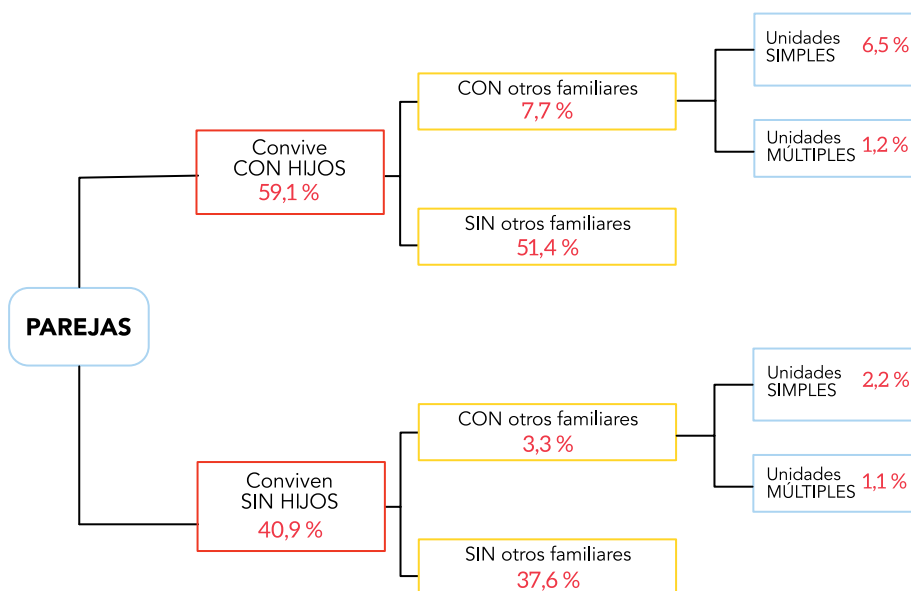 PAREJAS
Convive
CON HIJOS
59,1 %
CON otros familiares
7,7 %
Unidades
SIMPLES
6,5 %
Unidades
MÚLTIPLES
1,2 %
SIN otros familiares
51,4 %
Conviven
SIN HIJOS
40,9 %
CON otros familiares
3,3 %
Unidades
SIMPLES
2,2 %
Unidades
MÚLTIPLES
1,1 %
SIN otros familiares
37,6 %